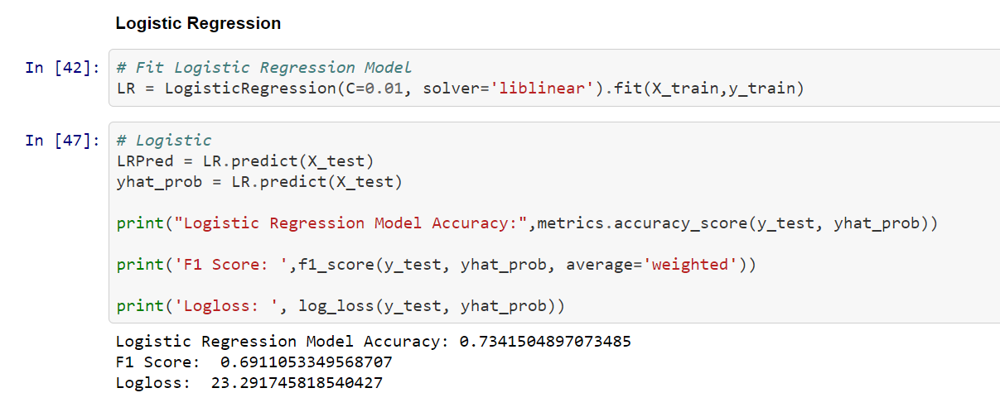 Logistic Regression
In [42]: # Fit Logistic Regression Model
LR = LogisticRegression(C=0.01, solver='liblinear').fit(X_train,y_train)
In [47]: # Logistic
LRPred = LR.predict(X_test)
yhat_prob = LR.predict(X_test)
print("Logistic Regression Model Accuracy:",metrics.accuracy_score(y_test, yhat_prob))
print('F1 Score: ',f1_score(y_test, yhat_prob, average='weighted'))
print('Logloss: ', log_loss(y_test, yhat_prob))
Logistic Regression Model Accuracy: 0.7341504897073485
F1 Score:  0.6911053349568707
Logloss:  23.291745818540427